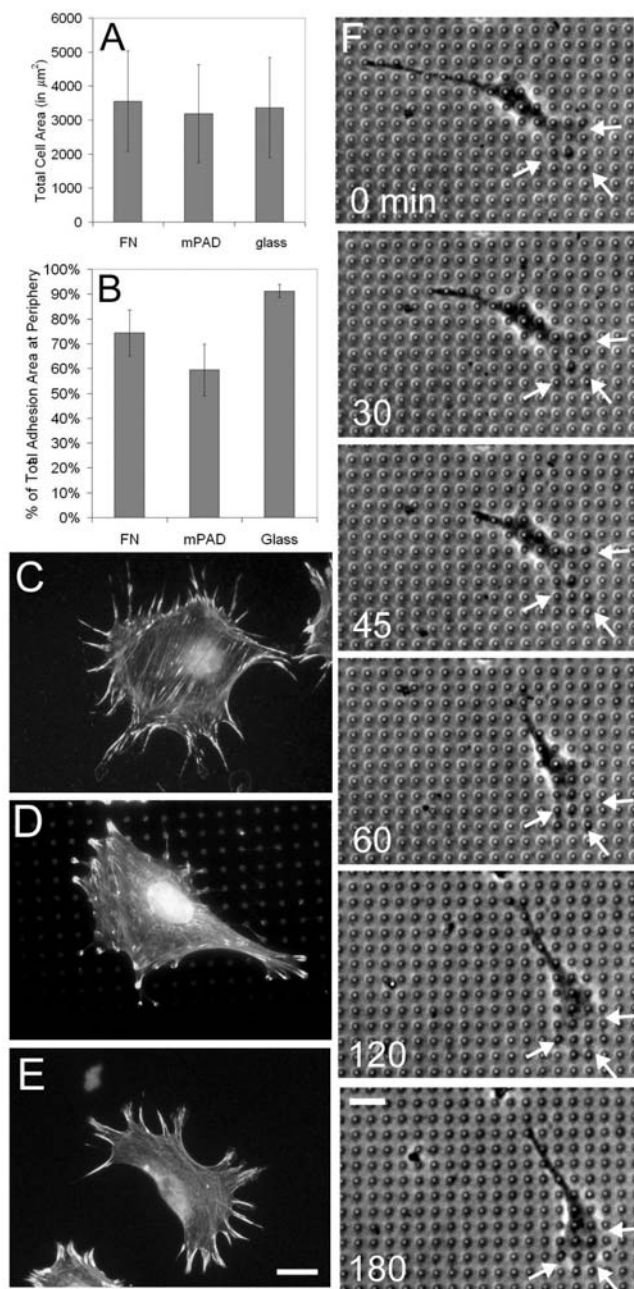 A
Total Cell Area (in μm²)
6000
5000
4000
3000
2000
1000
0
FN mPAD glass
B
% of Total Adhesion Area at Periphery
100%
90%
80%
70%
60%
50%
40%
30%
20%
10%
0%
FN mPAD Glass
C
D
E
F
0 min
30
45
60
120
180